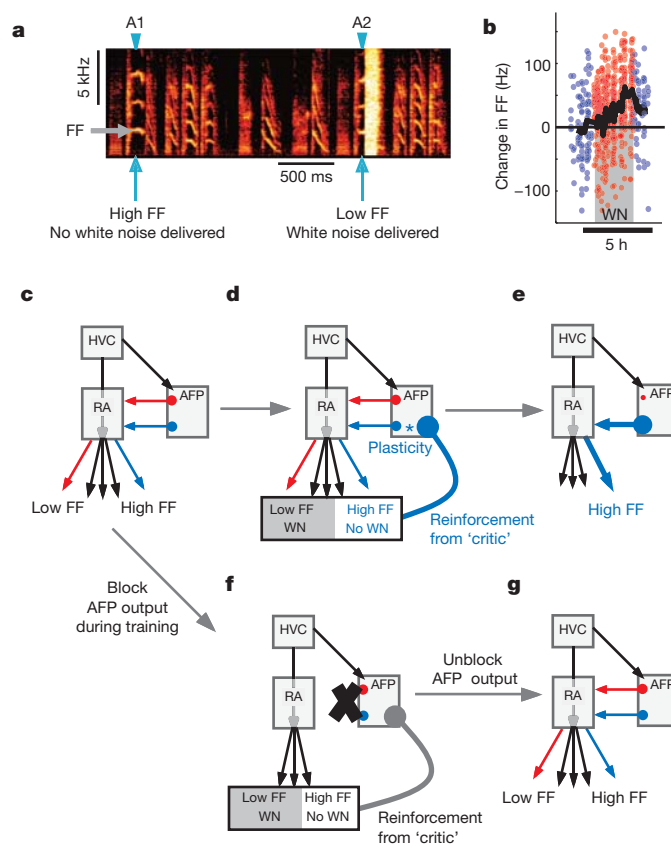 a
A1
A2
5 kHz
FF
500 ms
High FF
No white noise delivered
Low FF
White noise delivered
b
Change in FF (Hz)
100
0
–100
WN
5 h
c
HVC
RA
AFP
Low FF
High FF
d
HVC
RA
AFP
*
Plasticity
Low FF
WN
High FF
No WN
Reinforcement
from ‘critic’
e
HVC
RA
AFP
High FF
Block
AFP output
during training
f
HVC
RA
AFP
Low FF
WN
High FF
No WN
Reinforcement
from ‘critic’
Unblock
AFP output
g
HVC
RA
AFP
Low FF
High FF